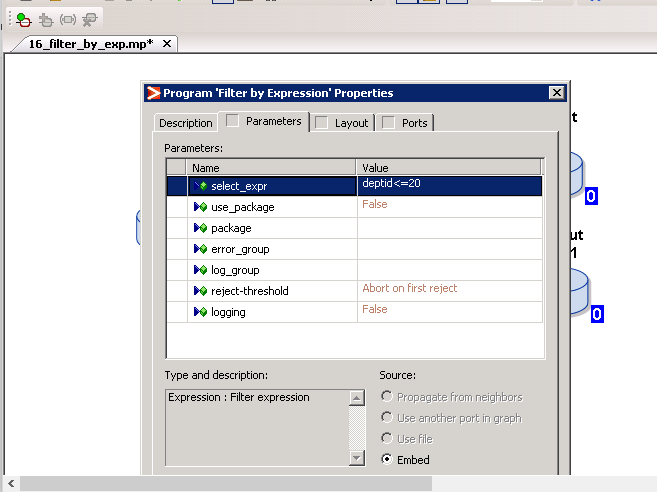 16_filter_by_exp.mp*
Program 'Filter by Expression' Properties
Description
Parameters
Layout
Ports
Parameters:
Name Value
select_expr deptid<=20
use_package False
package
error_group
log_group
reject-threshold Abort on first reject
logging False
Type and description:
Expression : Filter expression
Source:
Propagate from neighbors
Use another port in graph
Use file
Embed
t
0
ut
1
0